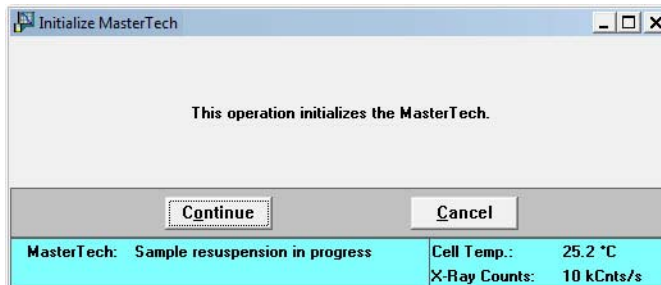 Initialize MasterTech
This operation initializes the MasterTech.
Continue
Cancel
MasterTech: Sample resuspension in progress
Cell Temp.: 25.2 °C
X-Ray Counts: 10 kCnts/s